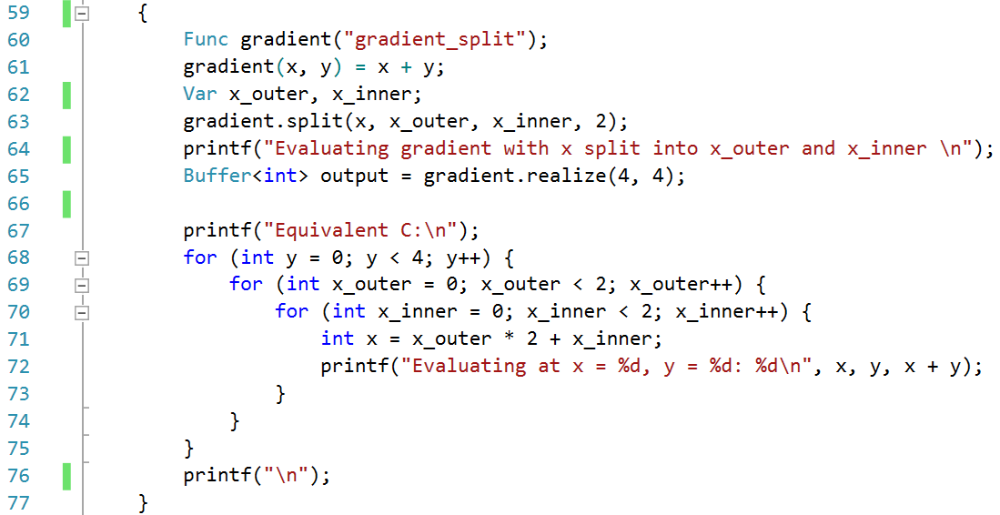 59 {
60 Func gradient("gradient_split");
61 gradient(x, y) = x + y;
62 Var x_outer, x_inner;
63 gradient.split(x, x_outer, x_inner, 2);
64 printf("Evaluating gradient with x split into x_outer and x_inner \n");
65 Buffer<int> output = gradient.realize(4, 4);
66
67 printf("Equivalent C:\n");
68 for (int y = 0; y < 4; y++) {
69 for (int x_outer = 0; x_outer < 2; x_outer++) {
70 for (int x_inner = 0; x_inner < 2; x_inner++) {
71 int x = x_outer * 2 + x_inner;
72 printf("Evaluating at x = %d, y = %d: %d\n", x, y, x + y);
73 }
74 }
75 }
76 printf("\n");
77 }